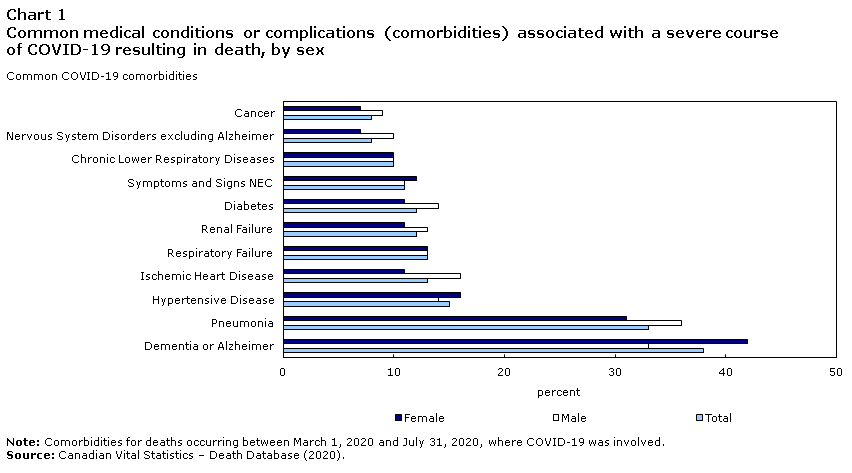 Chart 1
Common medical conditions or complications (comorbidities) associated with a severe course
of COVID-19 resulting in death, by sex
Common COVID-19 comorbidities
Cancer
Nervous System Disorders excluding Alzheimer
Chronic Lower Respiratory Diseases
Symptoms and Signs NEC
Diabetes
Renal Failure
Respiratory Failure
Ischemic Heart Disease
Hypertensive Disease
Pneumonia
Dementia or Alzheimer
0 10 20 30 40 50
percent
Female Male Total
Note: Comorbidities for deaths occurring between March 1, 2020 and July 31, 2020, where COVID-19 was involved.
Source: Canadian Vital Statistics – Death Database (2020).